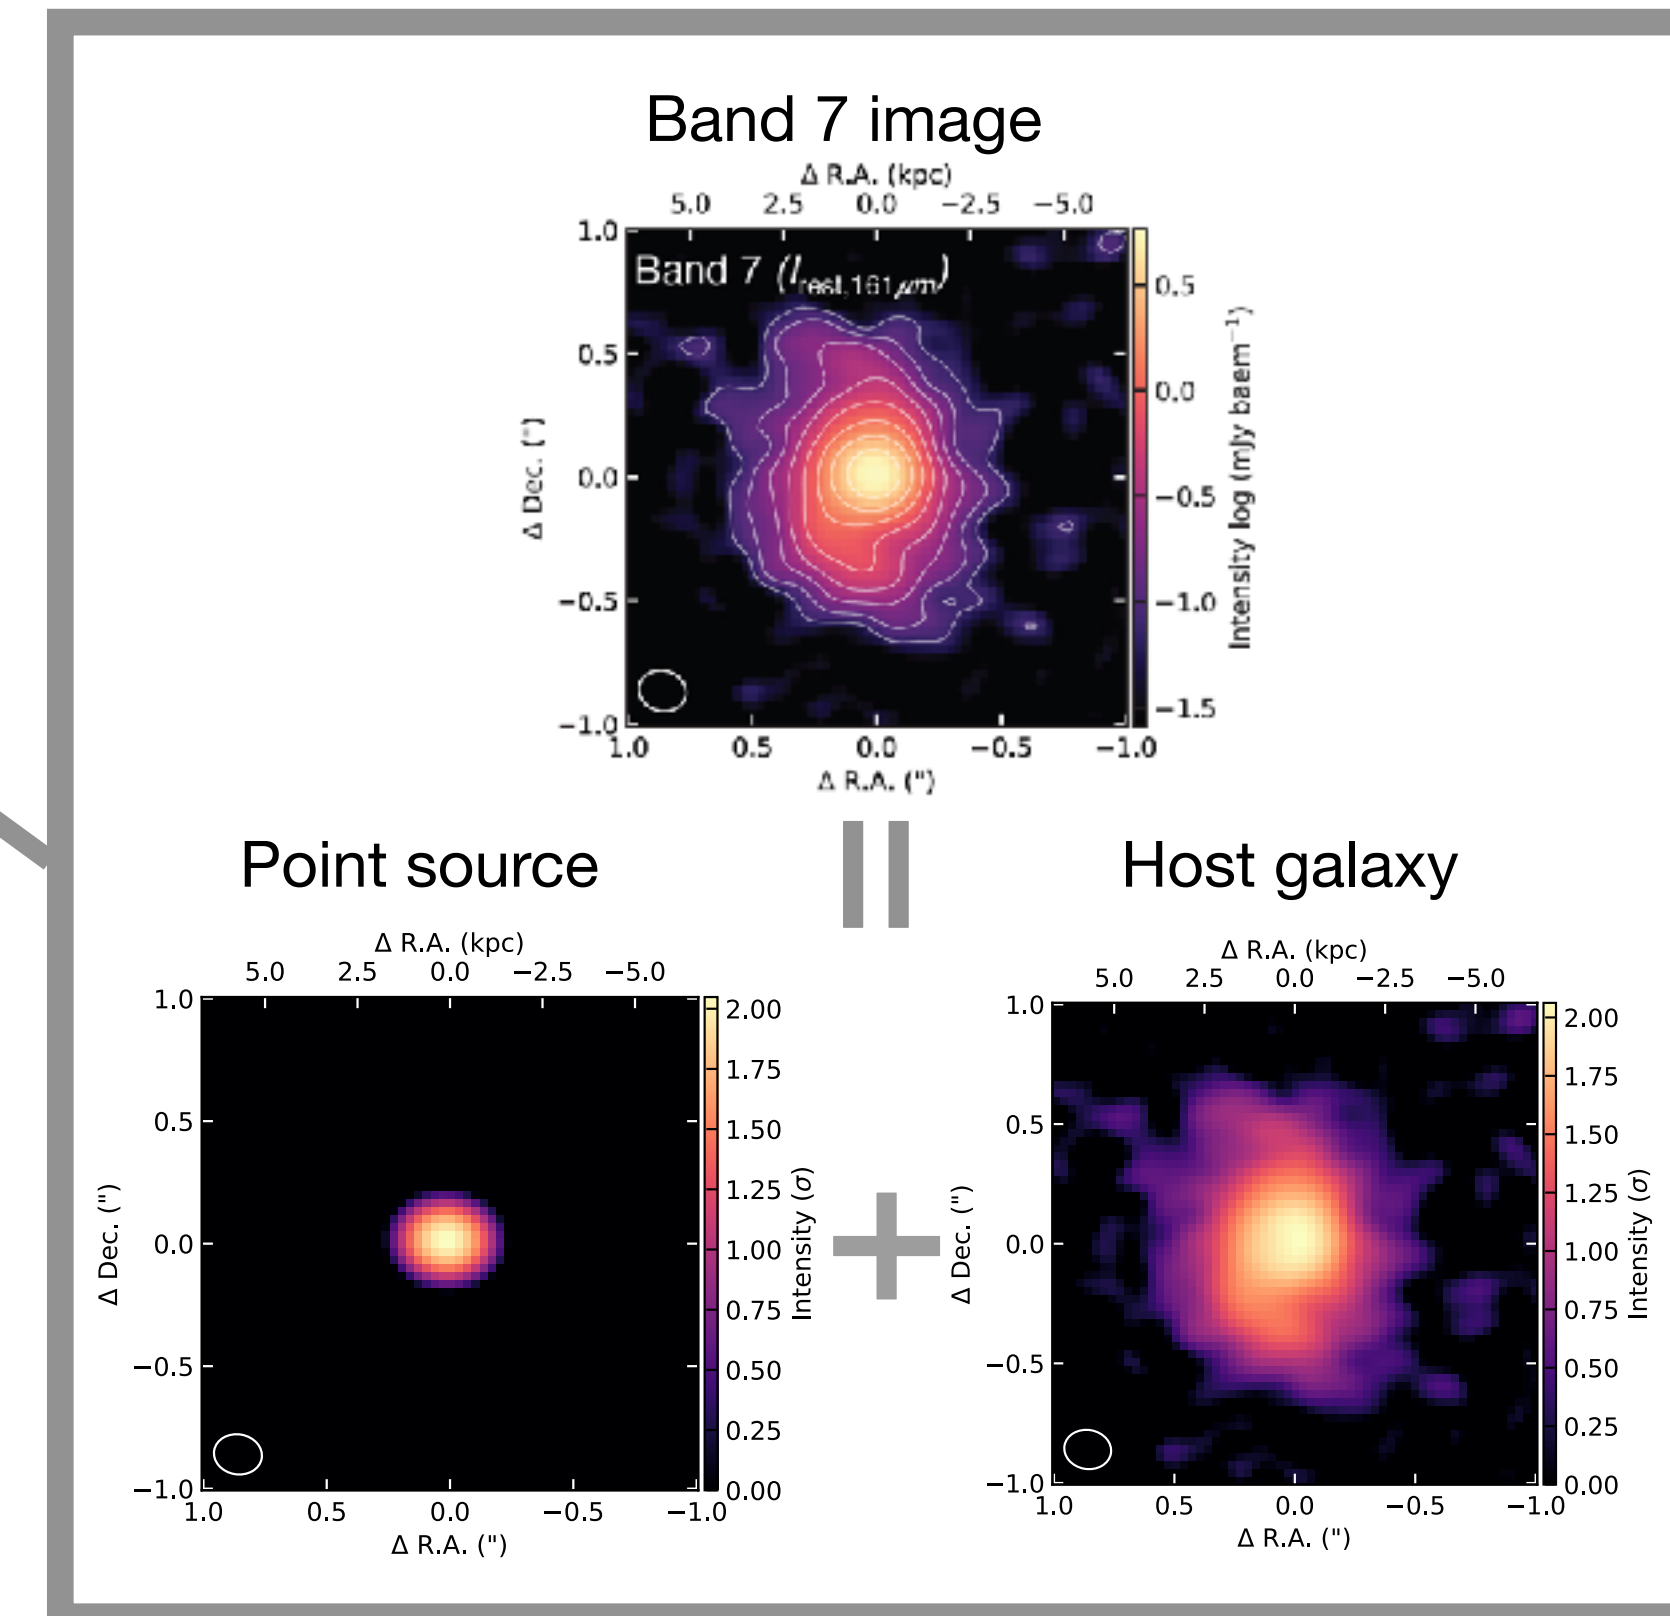 Band 7 image
Δ R.A. (kpc)
5.0 2.5 0.0 −2.5 −5.0
Band 7 (I_rest,161μm)
1.0
0.5
0.0
−0.5
−1.0
Δ Dec. (")
1.0 0.5 0.0 −0.5 −1.0
Δ R.A. (")
0.5
0.0
−0.5
−1.0
−1.5
Intensity log (mJy baem⁻¹)
Point source
Δ R.A. (kpc)
5.0 2.5 0.0 −2.5 −5.0
1.0
0.5
0.0
−0.5
−1.0
Δ Dec. (")
1.0 0.5 0.0 −0.5 −1.0
Δ R.A. (")
2.00
1.75
1.50
1.25
1.00
0.75
0.50
0.25
0.00
Intensity (σ)
Host galaxy
Δ R.A. (kpc)
5.0 2.5 0.0 −2.5 −5.0
1.0
0.5
0.0
−0.5
−1.0
Δ Dec. (")
1.0 0.5 0.0 −0.5 −1.0
Δ R.A. (")
2.00
1.75
1.50
1.25
1.00
0.75
0.50
0.25
0.00
Intensity (σ)